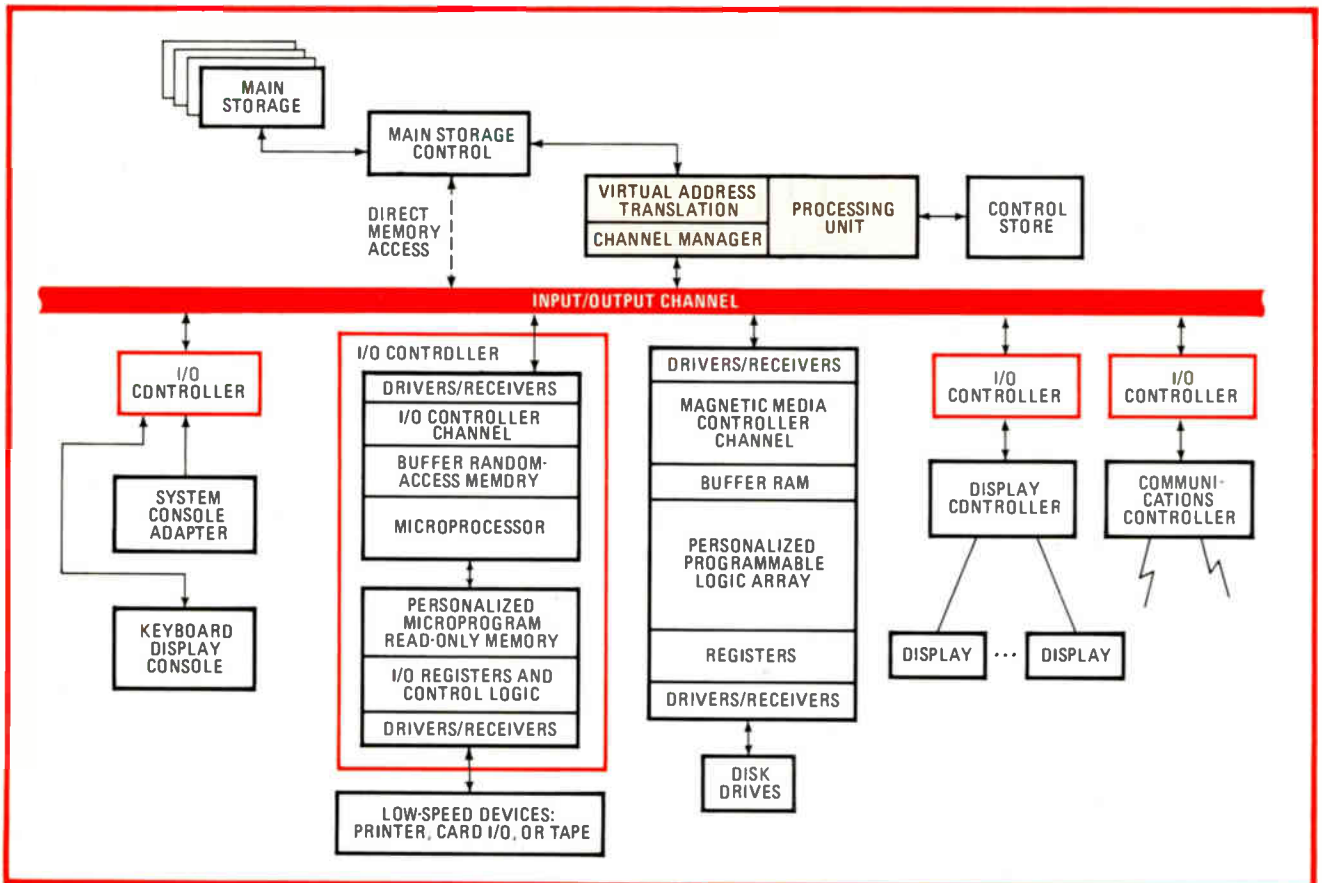 MAIN
STORAGE
MAIN STORAGE
CONTROL
DIRECT
MEMORY
ACCESS
VIRTUAL ADDRESS
TRANSLATION
CHANNEL MANAGER
PROCESSING
UNIT
CONTROL
STORE
INPUT/OUTPUT CHANNEL
I/O
CONTROLLER
SYSTEM
CONSOLE
ADAPTER
KEYBOARD
DISPLAY
CONSOLE
I/O CONTROLLER
DRIVERS/RECEIVERS
I/O CONTROLLER
CHANNEL
BUFFER RANDOM-
ACCESS MEMORY
MICROPROCESSOR
PERSONALIZED
MICROPROGRAM
READ-ONLY MEMORY
I/O REGISTERS AND
CONTROL LOGIC
DRIVERS/RECEIVERS
LOW-SPEED DEVICES:
PRINTER, CARD I/O, OR TAPE
DRIVERS/RECEIVERS
MAGNETIC MEDIA
CONTROLLER
CHANNEL
BUFFER RAM
PERSONALIZED
PROGRAMMABLE
LOGIC ARRAY
REGISTERS
DRIVERS/RECEIVERS
DISK
DRIVES
I/O
CONTROLLER
DISPLAY
CONTROLLER
DISPLAY ... DISPLAY
I/O
CONTROLLER
COMMUNI-
CATIONS
CONTROLLER